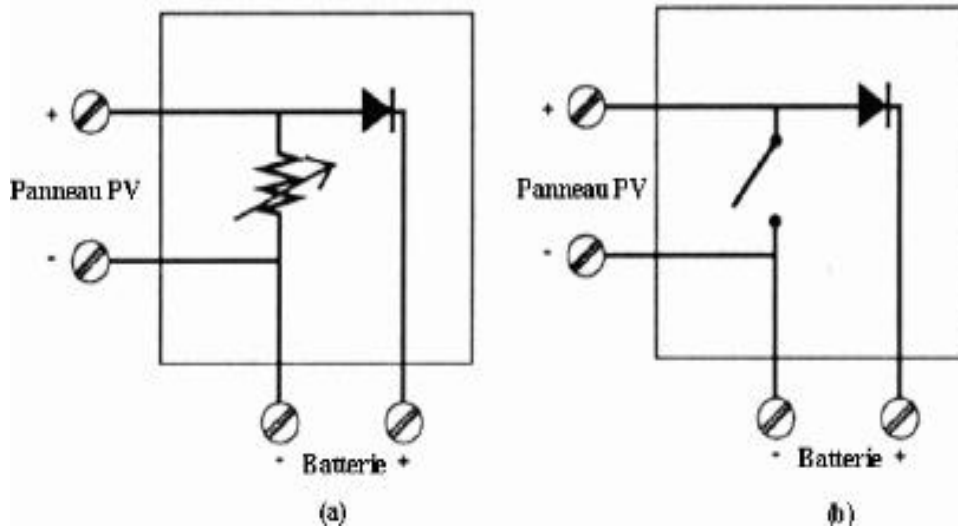 +
Panneau PV
-
- Batterie +
(a)
+
Panneau PV
-
- Batterie +
(b)